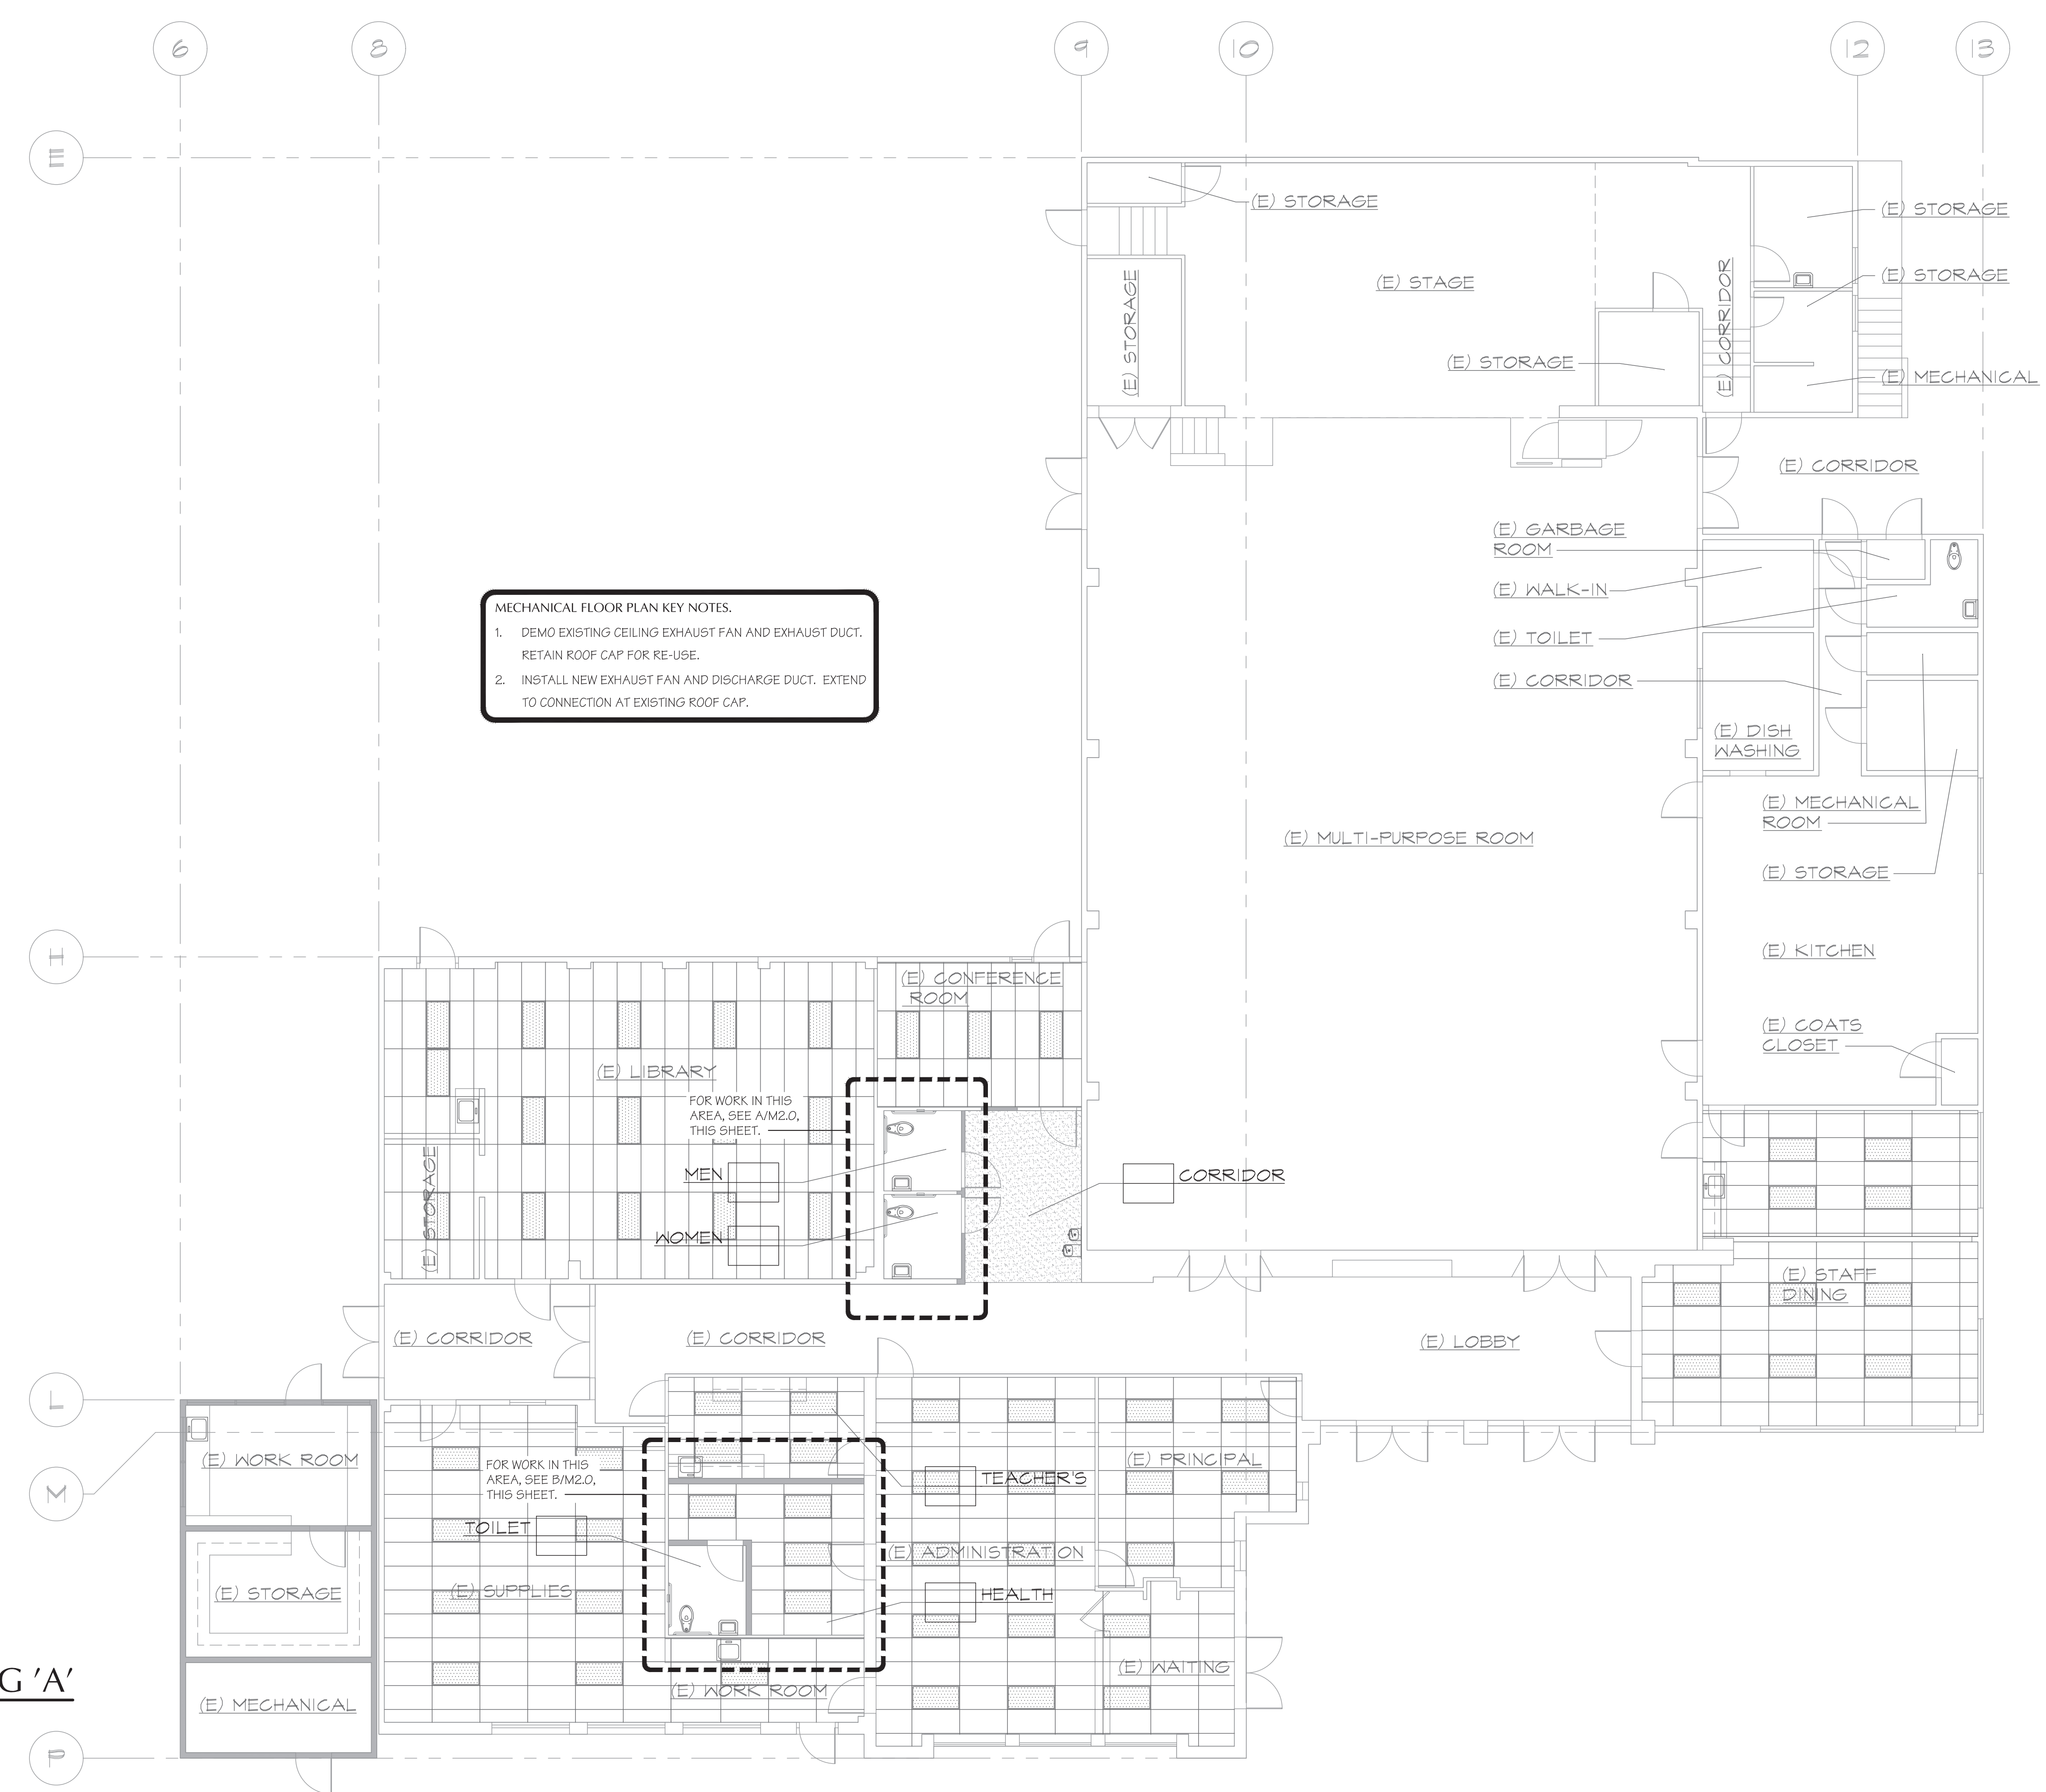 6
8
9
10
12
13
E
(E) STORAGE
(E) STORAGE
(E) STORAGE
(E) STAGE
(E) STORAGE
(E) CORRIDOR
(E) STORAGE
(E) MECHANICAL
(E) CORRIDOR
(E) GARBAGE
ROOM
(E) WALK-IN
(E) TOILET
(E) CORRIDOR
MECHANICAL FLOOR PLAN KEY NOTES.
1. DEMO EXISTING CEILING EXHAUST FAN AND EXHAUST DUCT.
RETAIN ROOF CAP FOR RE-USE.
2. INSTALL NEW EXHAUST FAN AND DISCHARGE DUCT. EXTEND
TO CONNECTION AT EXISTING ROOF CAP.
(E) DISH
WASHING
(E) MECHANICAL
ROOM
(E) MULTI-PURPOSE ROOM
(E) STORAGE
(E) KITCHEN
H
(E) CONFERENCE
ROOM
(E) COATS
CLOSET
(E) LIBRARY
FOR WORK IN THIS
AREA, SEE A/M2.0,
THIS SHEET.
(E) STORAGE
MEN
CORRIDOR
WOMEN
(E) STAFF
DINING
(E) CORRIDOR
(E) CORRIDOR
(E) LOBBY
L
(E) WORK ROOM
FOR WORK IN THIS
AREA, SEE B/M2.0,
THIS SHEET.
(E) PRINCIPAL
M
TEACHER'S
TOILET
(E) ADMINISTRATION
(E) STORAGE
(E) SUPPLIES
HEALTH
(E) WAITING
G 'A'
(E) MECHANICAL
(E) WORK ROOM
P